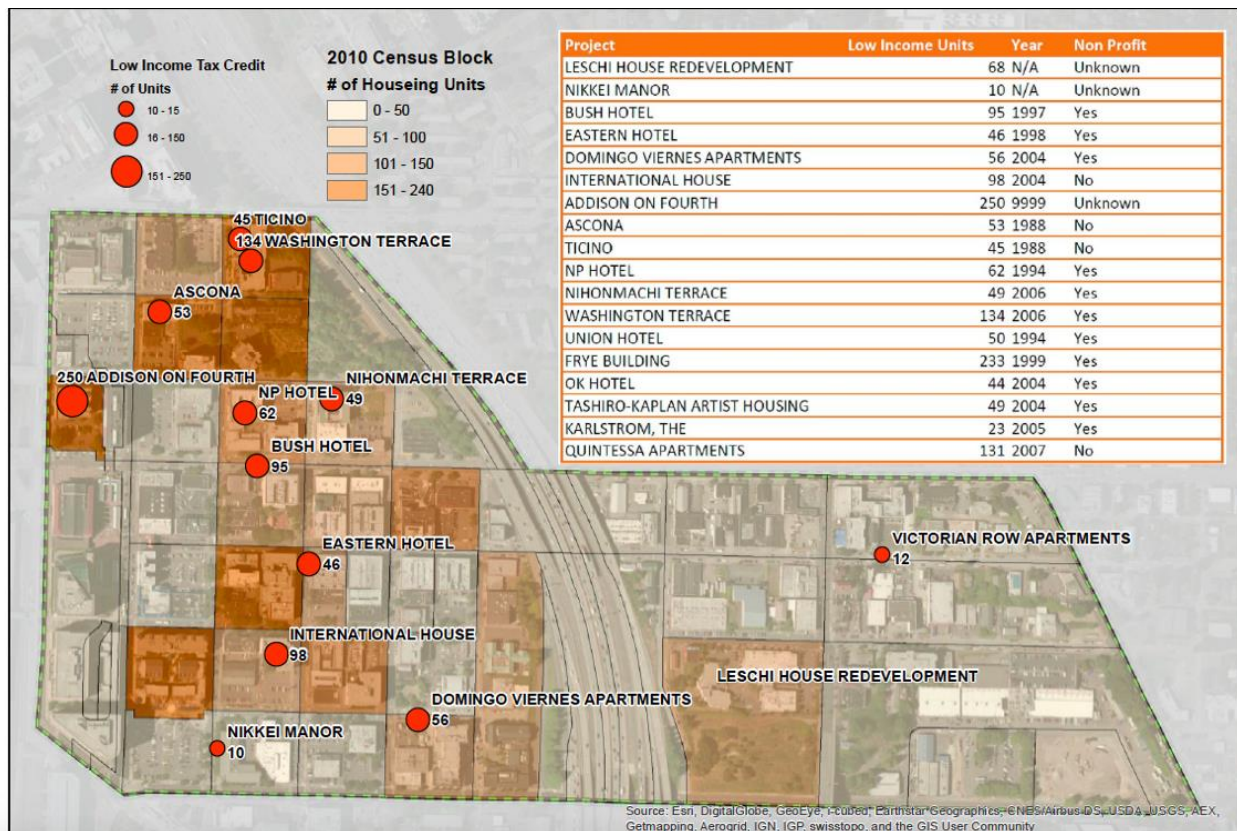 Low Income Tax Credit
# of Units
10 - 15
16 - 150
151 - 250
2010 Census Block
# of Houseing Units
0 - 50
51 - 100
101 - 150
151 - 240
Project Low Income Units Year Non Profit
LESCHI HOUSE REDEVELOPMENT 68 N/A Unknown
NIKKEI MANOR 10 N/A Unknown
BUSH HOTEL 95 1997 Yes
EASTERN HOTEL 46 1998 Yes
DOMINGO VIERNES APARTMENTS 56 2004 Yes
INTERNATIONAL HOUSE 98 2004 No
ADDISON ON FOURTH 250 9999 Unknown
ASCONA 53 1988 No
TICINO 45 1988 No
NP HOTEL 62 1994 Yes
NIHONMACHI TERRACE 49 2006 Yes
WASHINGTON TERRACE 134 2006 Yes
UNION HOTEL 50 1994 Yes
FRYE BUILDING 233 1999 Yes
OK HOTEL 44 2004 Yes
TASHIRO-KAPLAN ARTIST HOUSING 49 2004 Yes
KARLSTROM, THE 23 2005 Yes
QUINTESSA APARTMENTS 131 2007 No
45 TICINO
134 WASHINGTON TERRACE
ASCONA
53
250 ADDISON ON FOURTH
NIHONMACHI TERRACE
49
NP HOTEL
62
BUSH HOTEL
95
EASTERN HOTEL
46
VICTORIAN ROW APARTMENTS
12
INTERNATIONAL HOUSE
98
LESCHI HOUSE REDEVELOPMENT
DOMINGO VIERNES APARTMENTS
56
NIKKEI MANOR
10
Source: Esri, DigitalGlobe, GeoEye, i-cubed, Earthstar Geographics, CNES/Airbus DS, USDA, USGS, AEX,
Getmapping, Aerogrid, IGN, IGP, swisstopo, and the GIS User Community